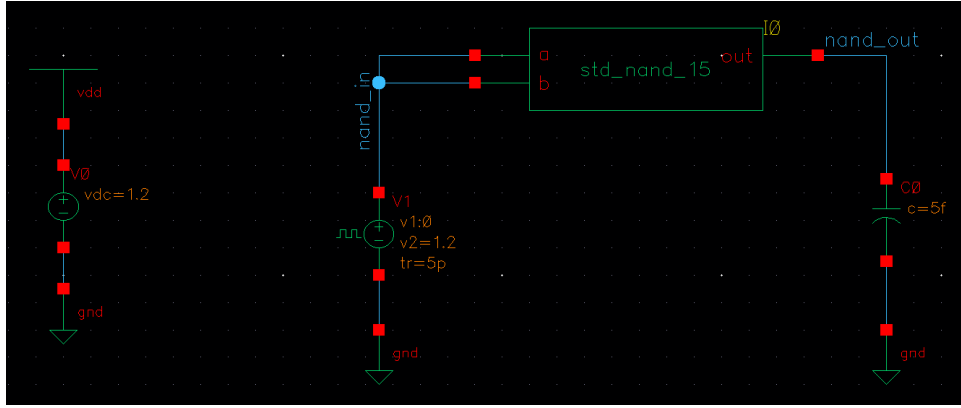 I0
nand_out
a
out
std_nand_15
b
vdd
nand_in
V0
vdc=1.2
V1
v1:0
v2=1.2
tr=5p
C0
c=5f
gnd
gnd
gnd